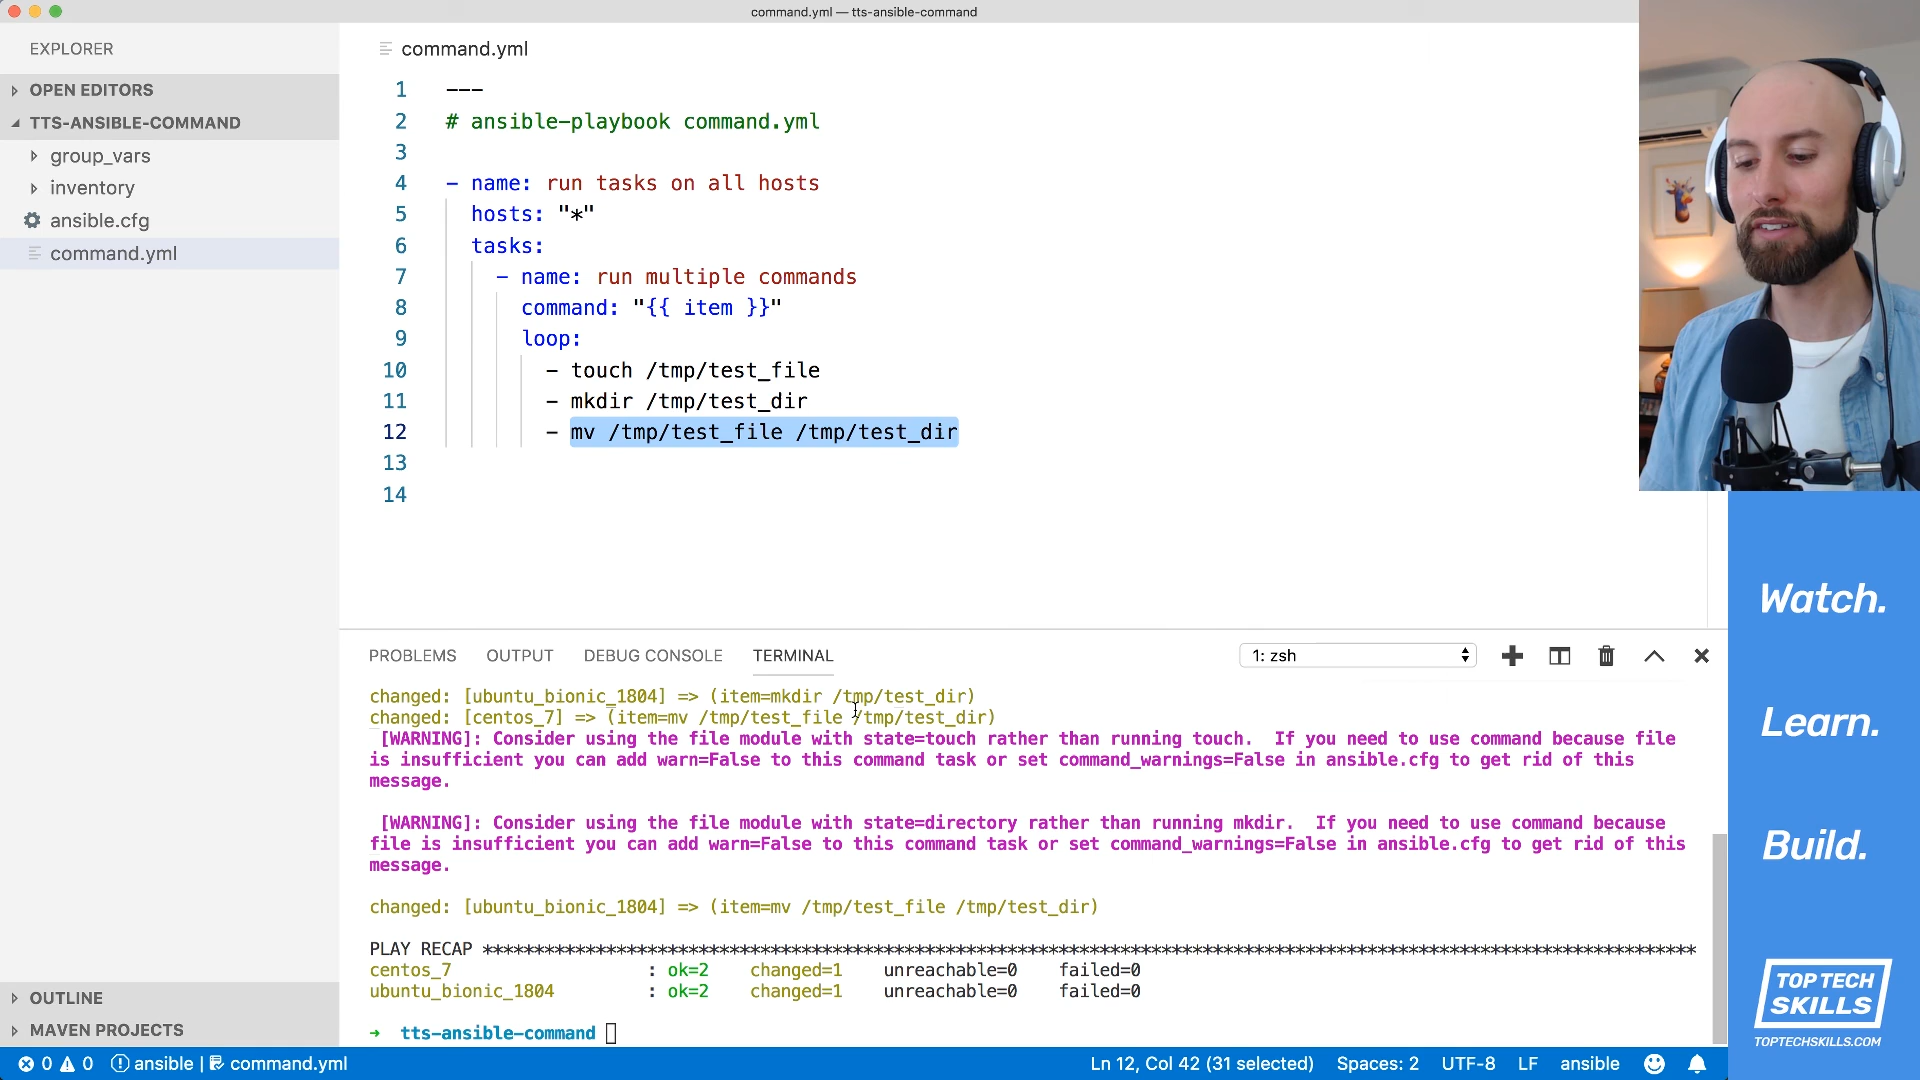 command.yml — tts-ansible-command
EXPLORER
OPEN EDITORS
TTS-ANSIBLE-COMMAND
group_vars
inventory
ansible.cfg
command.yml
OUTLINE
MAVEN PROJECTS
command.yml
1 ---
2 # ansible-playbook command.yml
3
4 - name: run tasks on all hosts
5 hosts: "*"
6 tasks:
7 - name: run multiple commands
8 command: "{{ item }}"
9 loop:
10 - touch /tmp/test_file
11 - mkdir /tmp/test_dir
12 - mv /tmp/test_file /tmp/test_dir
13
14
PROBLEMS OUTPUT DEBUG CONSOLE TERMINAL 1: zsh
changed: [ubuntu_bionic_1804] => (item=mkdir /tmp/test_dir)
changed: [centos_7] => (item=mv /tmp/test_file /tmp/test_dir)
[WARNING]: Consider using the file module with state=touch rather than running touch. If you need to use command because file
is insufficient you can add warn=False to this command task or set command_warnings=False in ansible.cfg to get rid of this
message.
[WARNING]: Consider using the file module with state=directory rather than running mkdir. If you need to use command because
file is insufficient you can add warn=False to this command task or set command_warnings=False in ansible.cfg to get rid of this
message.
changed: [ubuntu_bionic_1804] => (item=mv /tmp/test_file /tmp/test_dir)
PLAY RECAP **********************************************************************************************************************
centos_7 : ok=2 changed=1 unreachable=0 failed=0
ubuntu_bionic_1804 : ok=2 changed=1 unreachable=0 failed=0
➜ tts-ansible-command
0 0 ansible | command.yml Ln 12, Col 42 (31 selected) Spaces: 2 UTF-8 LF ansible
Watch.
Learn.
Build.
TOP TECH
SKILLS
TOPTECHSKILLS.COM